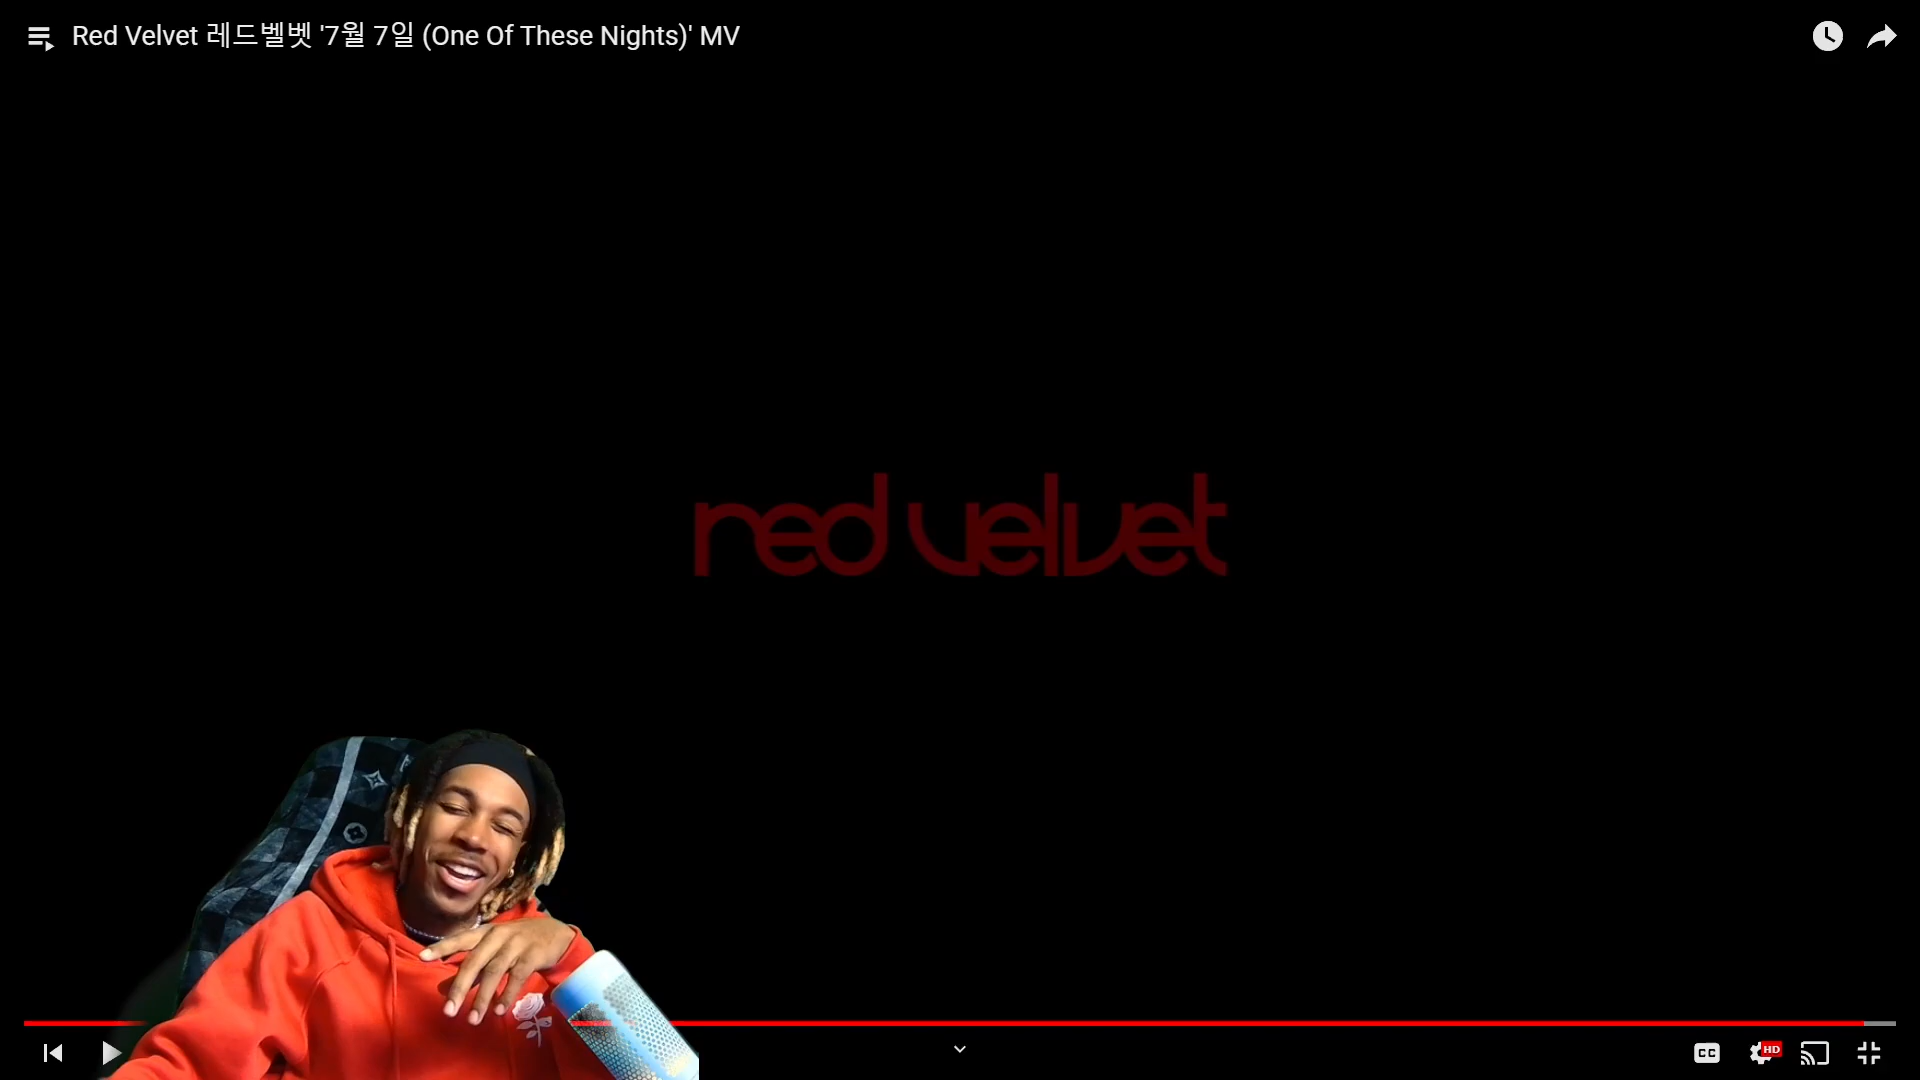 Red Velvet 레드벨벳 '7월 7일 (One Of These Nights)' MV
red velvet
CC
HD